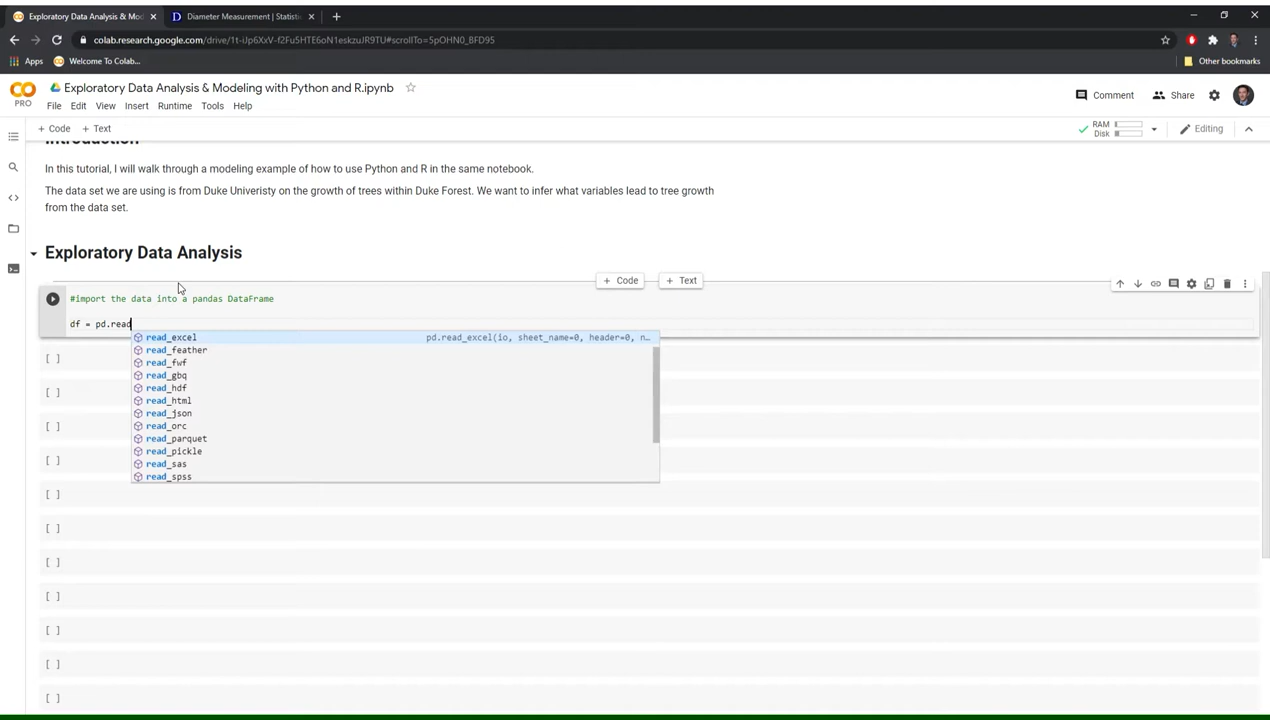 Exploratory Data Analysis & Mod
Diameter Measurement | Statistic
colab.research.google.com/drive/1t-iJp6XxV-f2Fu5HTE6oN1eskzuJR9TU#scrollTo=5pOHN0_BFD95
Apps
Welcome To Colab...
Other bookmarks
CO
PRO
Exploratory Data Analysis & Modeling with Python and R.ipynb
File Edit View Insert Runtime Tools Help
Comment
Share
+ Code + Text
RAM
Disk
Editing
Introduction
In this tutorial, I will walk through a modeling example of how to use Python and R in the same notebook.
The data set we are using is from Duke Univeristy on the growth of trees within Duke Forest. We want to infer what variables lead to tree growth
from the data set.
Exploratory Data Analysis
+ Code + Text
#import the data into a pandas DataFrame
df = pd.read
read_excel pd.read_excel(io, sheet_name=0, header=0, n…
read_feather
read_fwf
read_gbq
read_hdf
read_html
read_json
read_orc
read_parquet
read_pickle
read_sas
read_spss
[ ]
[ ]
[ ]
[ ]
[ ]
[ ]
[ ]
[ ]
[ ]
[ ]
[ ]